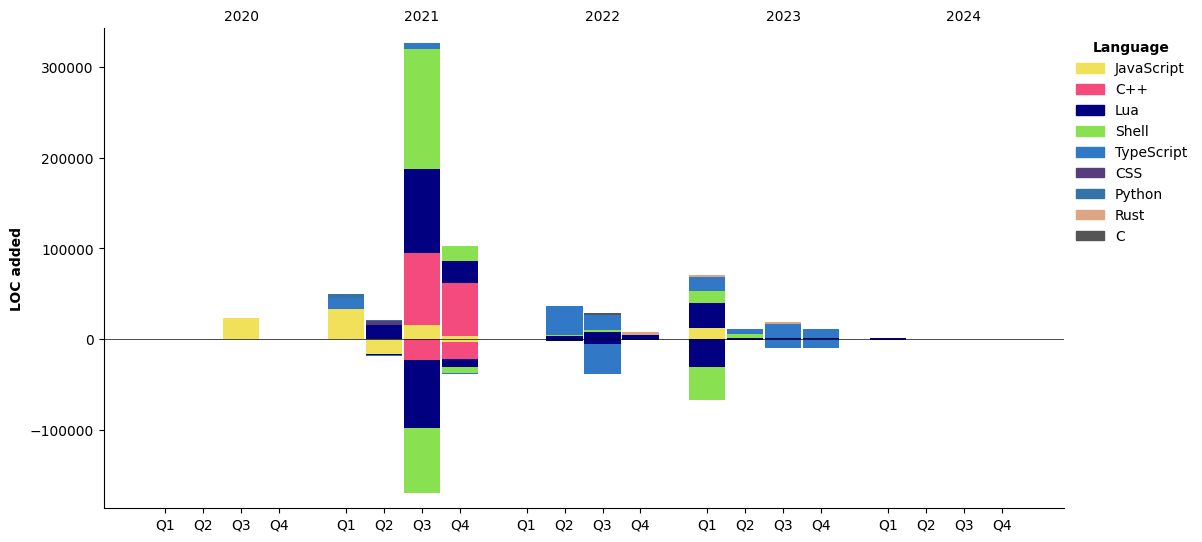 2020 2021 2022 2023 2024
Language
JavaScript
C++
Lua
Shell
TypeScript
CSS
Python
Rust
C
LOC added
300000
200000
100000
0
−100000
Q1 Q2 Q3 Q4 Q1 Q2 Q3 Q4 Q1 Q2 Q3 Q4 Q1 Q2 Q3 Q4 Q1 Q2 Q3 Q4